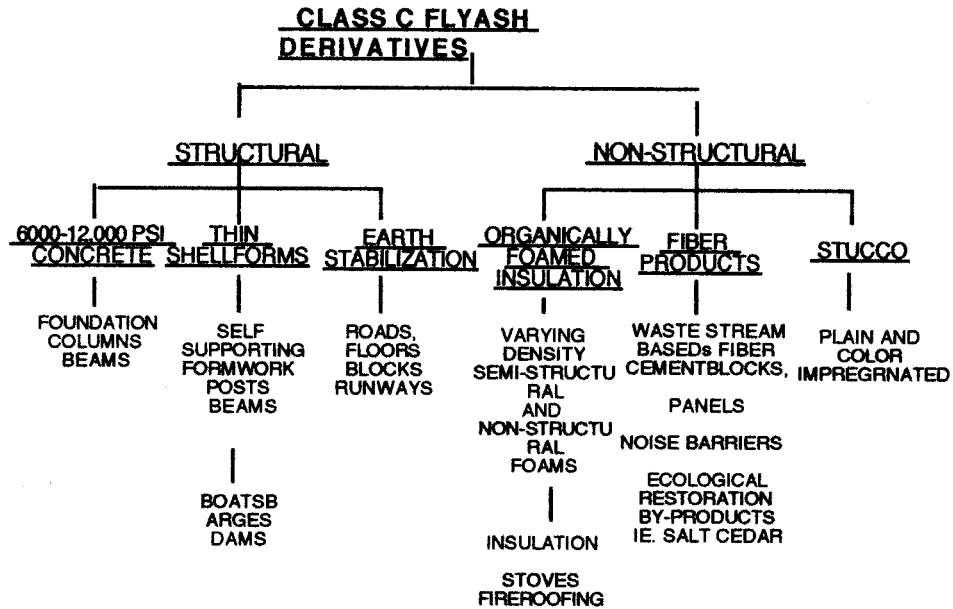 CLASS C FLYASH
DERIVATIVES
STRUCTURAL
NON-STRUCTURAL
6000-12,000 PSI
CONCRETE
THIN
SHELLFORMS
EARTH
STABILIZATION
ORGANICALLY
FOAMED
INSULATION
FIBER
PRODUCTS
STUCCO
FOUNDATION
COLUMNS
BEAMS
SELF
SUPPORTING
FORMWORK
POSTS
BEAMS
BOATSB
ARGES
DAMS
ROADS,
FLOORS
BLOCKS
RUNWAYS
VARYING
DENSITY
SEMI-STRUCTU
RAL
AND
NON-STRUCTU
RAL
FOAMS
INSULATION
STOVES
FIREROOFING
WASTE STREAM
BASEDs FIBER
CEMENTBLOCKS,
PANELS
NOISE BARRIERS
ECOLOGICAL
RESTORATION
BY-PRODUCTS
IE. SALT CEDAR
PLAIN AND
COLOR
IMPREGRNATED